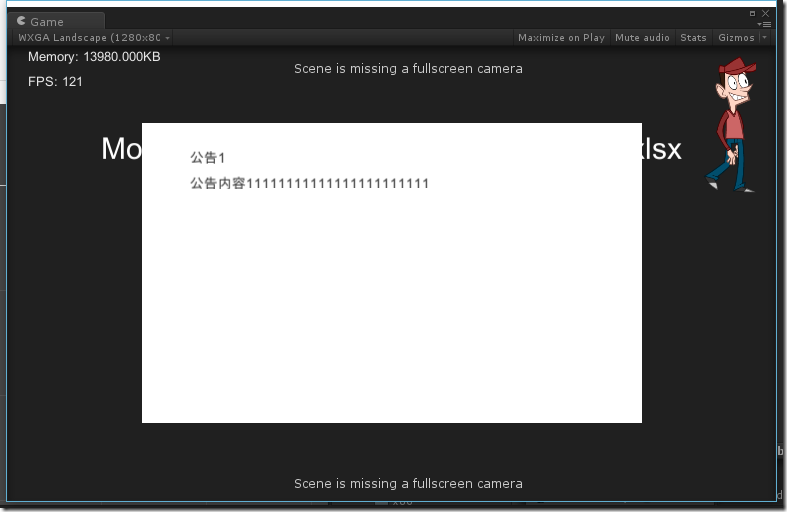 Game
WXGA Landscape (1280x80
Maximize on Play
Mute audio
Stats
Gizmos
Memory: 13980.000KB
Scene is missing a fullscreen camera
FPS: 121
Mo
xlsx
公告1
公告内容11111111111111111111111
Scene is missing a fullscreen camera